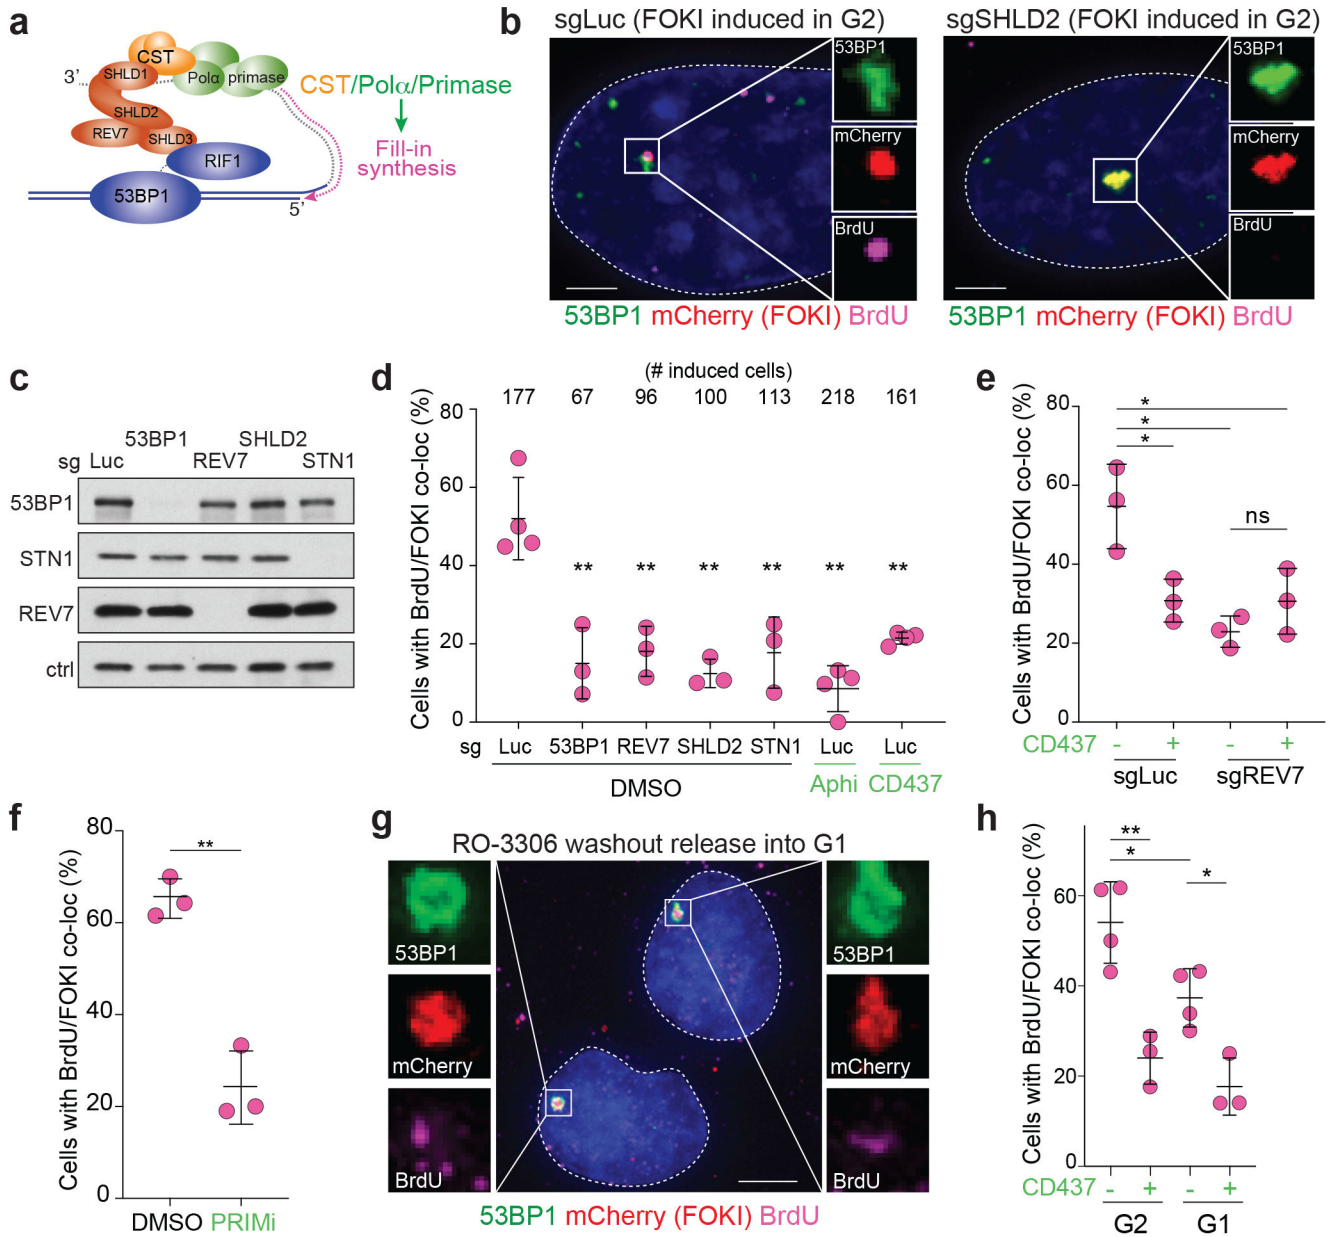 a
CST
SHLD1
3’
Polα
primase
SHLD2
REV7
SHLD3
RIF1
53BP1
5’
CST/Polα/Primase
Fill-in
synthesis
b
sgLuc (FOKI induced in G2)
53BP1
mCherry
BrdU
53BP1 mCherry (FOKI) BrdU
sgSHLD2 (FOKI induced in G2)
53BP1
mCherry
BrdU
53BP1 mCherry (FOKI) BrdU
c
53BP1 SHLD2
sg Luc REV7 STN1
53BP1
STN1
REV7
ctrl
d
(# induced cells)
177 67 96 100 113 218 161
Cells with BrdU/FOKI co-loc (%)
80
60
40
20
0
** ** ** ** ** **
sg Luc 53BP1 REV7 SHLD2 STN1 Luc Luc
DMSO Aphi CD437
e
Cells with BrdU/FOKI co-loc (%)
80
60
40
20
0
*
*
*
ns
CD437 - + - +
sgLuc sgREV7
f
Cells with BrdU/FOKI co-loc (%)
80
60
40
20
0
**
DMSO PRIMi
g
RO-3306 washout release into G1
53BP1
mCherry
BrdU
53BP1
mCherry
BrdU
53BP1 mCherry (FOKI) BrdU
h
Cells with BrdU/FOKI co-loc (%)
60
40
20
0
**
*
*
CD437 - + - +
G2 G1